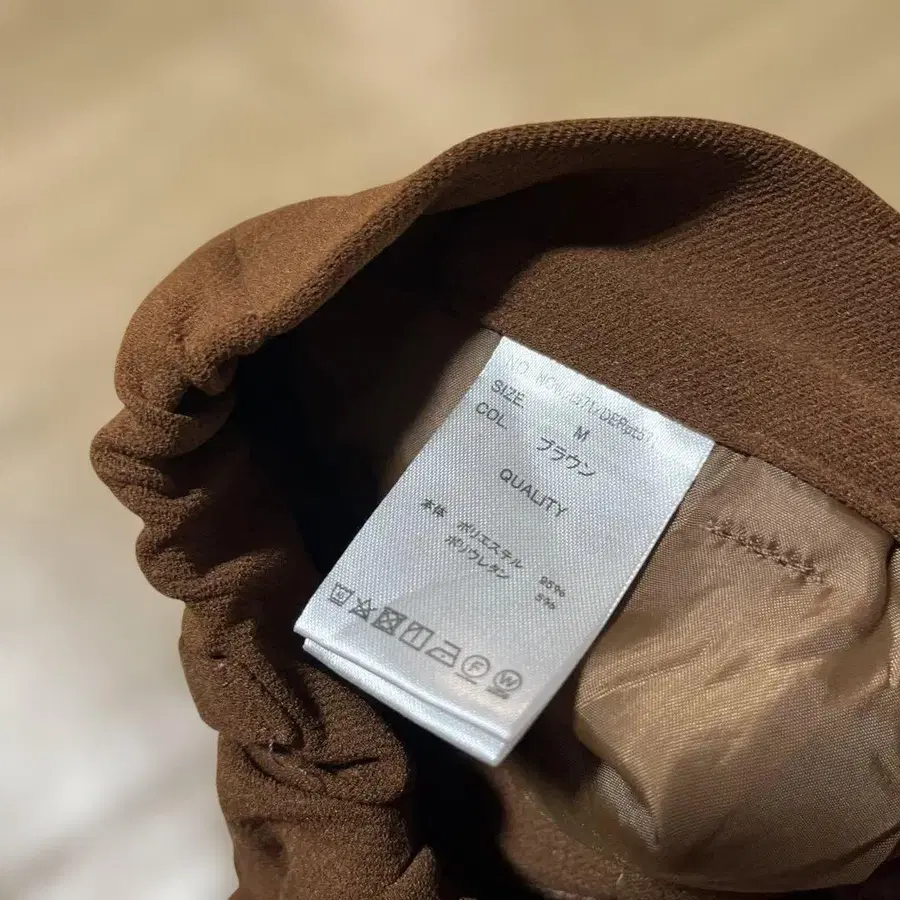 NO.
SIZE M
COL. ブラウン
QUALITY
本体 ポリエステル 95%
ポリウレタン 5%
F W